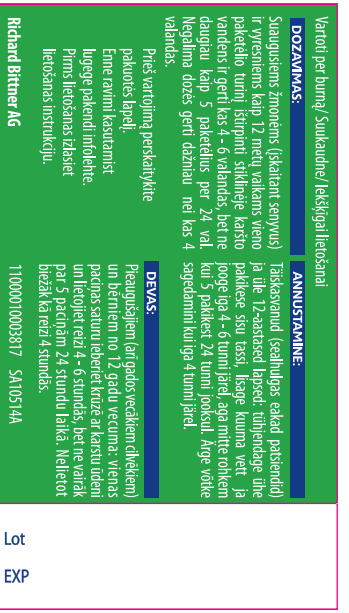 Vartoti per burną/ Suukaudne/ Iekšķīgai lietošanai
DOZAVIMAS:
Suaugusiems žmonėms (įskaitant senyvus)
ir vyresniems kaip 12 metų vaikams vieno
paketėlio turinį ištirpinti stiklinėje karšto
vandens ir gerti kas 4 - 6 valandas, bet ne
daugiau kaip 5 paketėlius per 24 val.
Negalima dozės gerti dažniau nei kas 4
valandas.
Prieš vartojimą perskaitykite
pakuotės lapelį.
Enne ravimi kasutamist
lugege pakendi infolehte.
Pirms lietošanas izlasiet
lietošanas instrukciju.
Richard Bittner AG
ANNUSTAMINE:
Täiskasvanud (sealhulgas eakad patsiendid)
ja üle 12-aastased lapsed: tühjendage ühe
pakikese sisu tassi, lisage kuuma vett ja
jooge iga 4 - 6 tunni järel, aga mitte rohkem
kui 5 pakikest 24 tunni jooksul. Ärge võtke
sagedamini kui iga 4 tunni järel.
DEVAS:
Pieaugušajiem (arī gados vecākiem cilvēkiem)
un bērniem no 12 gadu vecuma: vienas
paciņas saturu ieberiet krūzē ar karstu ūdeni
un lietojiet reizi 4 - 6 stundās, bet ne vairāk
par 5 paciņām 24 stundu laikā. Nelietot
biežāk kā reizi 4 stundās.
11000010003817 SA10514A
Lot
EXP